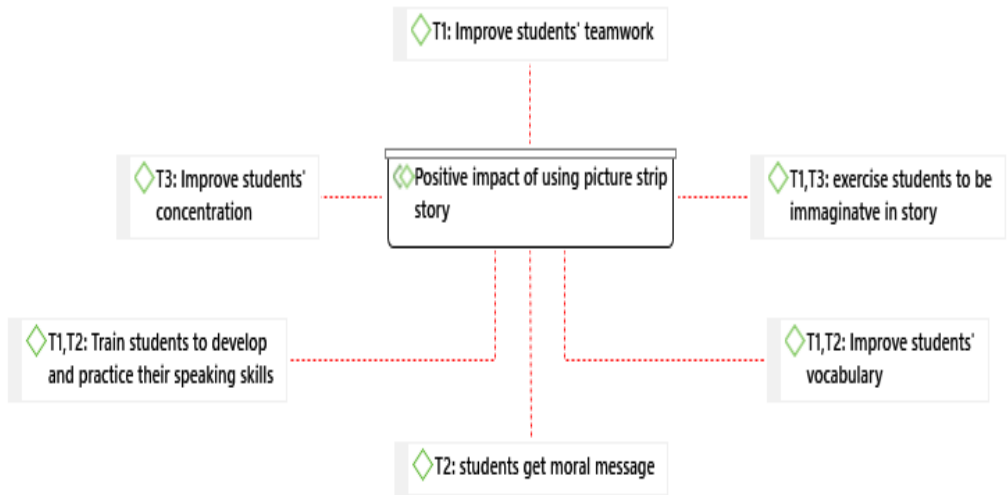 T1: Improve students' teamwork
T3: Improve students'
concentration
Positive impact of using picture strip
story
T1,T3: exercise students to be
immaginatve in story
T1,T2: Train students to develop
and practice their speaking skills
T1,T2: Improve students'
vocabulary
T2: students get moral message